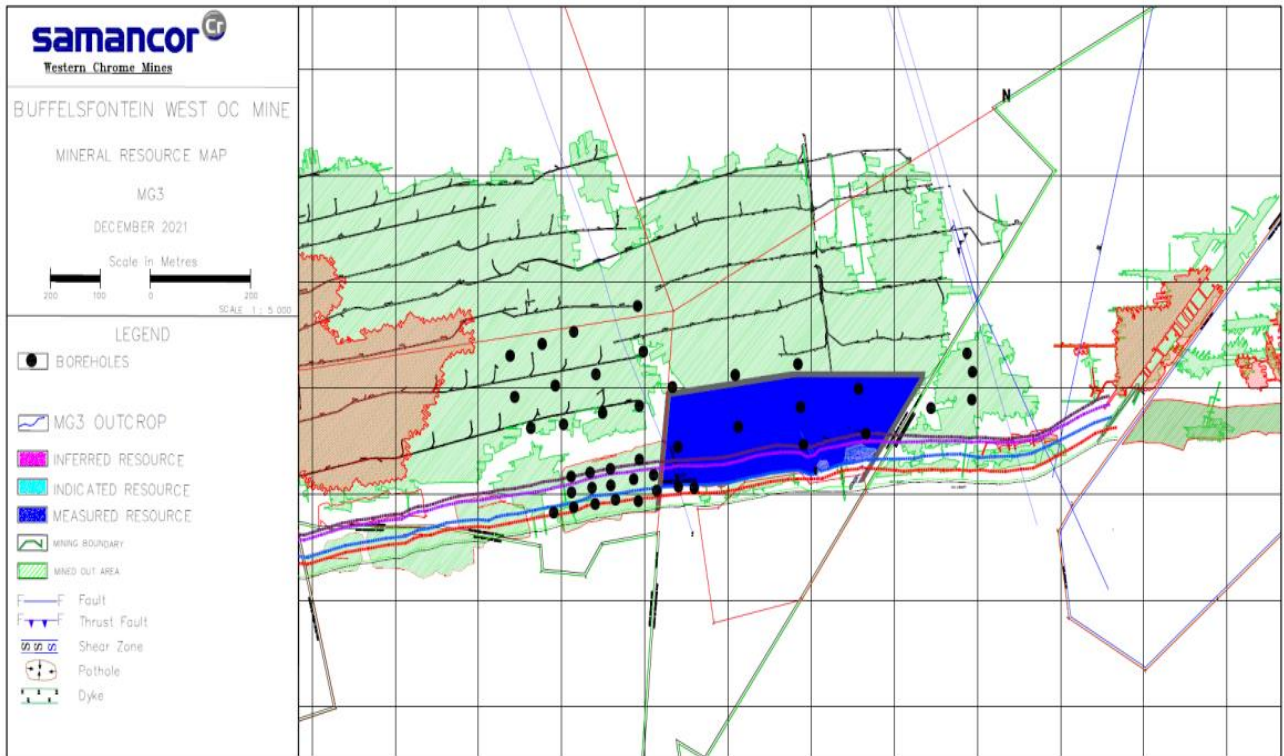 samancor Cr
Western Chrome Mines
BUFFELSFONTEIN WEST OC MINE
MINERAL RESOURCE MAP
MG3
DECEMBER 2021
Scale in Metres
200 100 0 200
SCALE 1 : 5 000
LEGEND
BOREHOLES
MG3 OUTCROP
INFERRED RESOURCE
INDICATED RESOURCE
MEASURED RESOURCE
MINING BOUNDARY
MINED OUT AREA
F F Fault
F F Thrust Fault
S S S Shear Zone
Pothole
Dyke
N